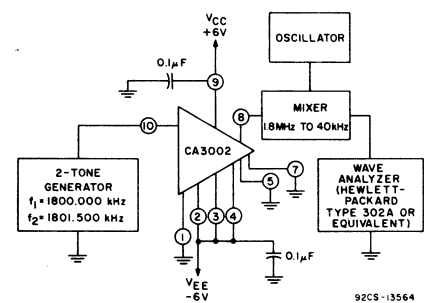 VCC
+6V
OSCILLATOR
0.1µF
9
MIXER
1.8MHz TO 40kHz
8
10
CA3002
7
5
2-TONE
GENERATOR
f1=1800.000 kHz
f2=1801.500 kHz
WAVE
ANALYZER
(HEWLETT-
PACKARD
TYPE 302A OR
EQUIVALENT)
1
2
3
4
0.1µF
VEE
-6V
92CS-13564